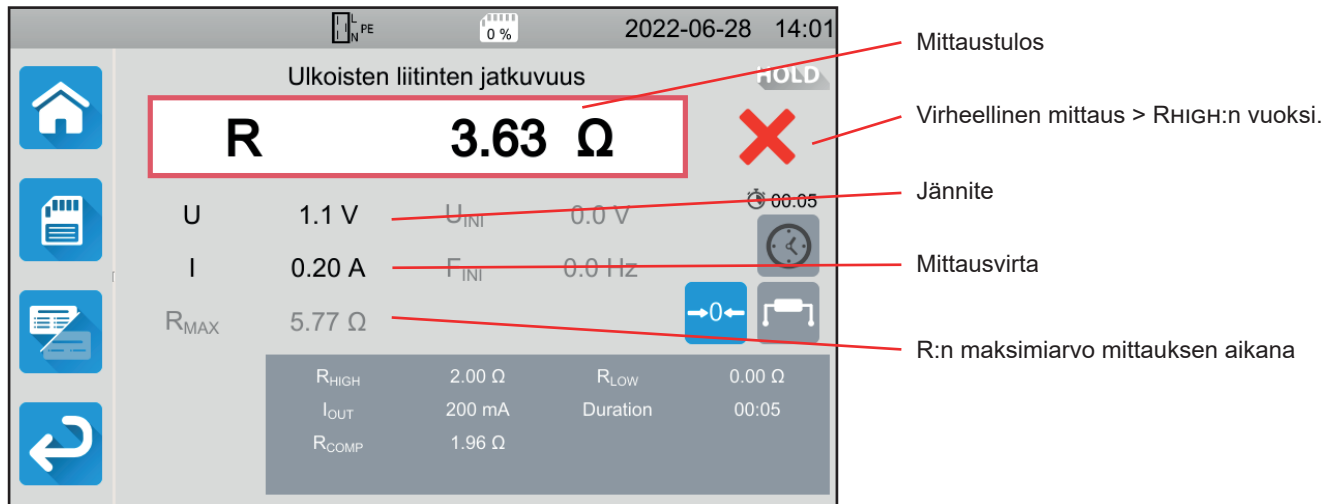 L
N PE
0 %
2022-06-28 14:01
Ulkoisten liitinten jatkuvuus
HOLD
R 3.63 Ω
U 1.1 V UINI 0.0 V
00:05
I 0.20 A FINI 0.0 Hz
RMAX 5.77 Ω
→0←
RHIGH 2.00 Ω RLOW 0.00 Ω
IOUT 200 mA Duration 00:05
RCOMP 1.96 Ω
Mittaustulos
Virheellinen mittaus > RHIGH:n vuoksi.
Jännite
Mittausvirta
R:n maksimiarvo mittauksen aikana